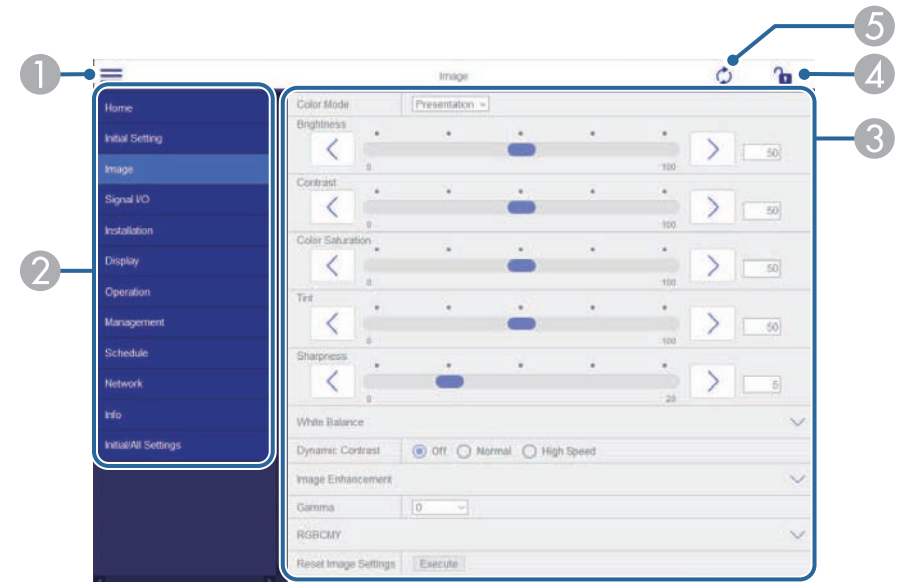 5
1
Image
4
Home
Initial Setting
Image
Signal I/O
Installation
Display
Operation
Management
Schedule
Network
Info
Initial/All Settings
2
Color Mode
Presentation
Brightness
0
100
50
3
Contrast
0
100
50
Color Saturation
0
100
50
Tint
0
100
50
Sharpness
0
20
5
White Balance
Dynamic Contrast
Off
Normal
High Speed
Image Enhancement
Gamma
0
RGBCMY
Reset Image Settings
Execute